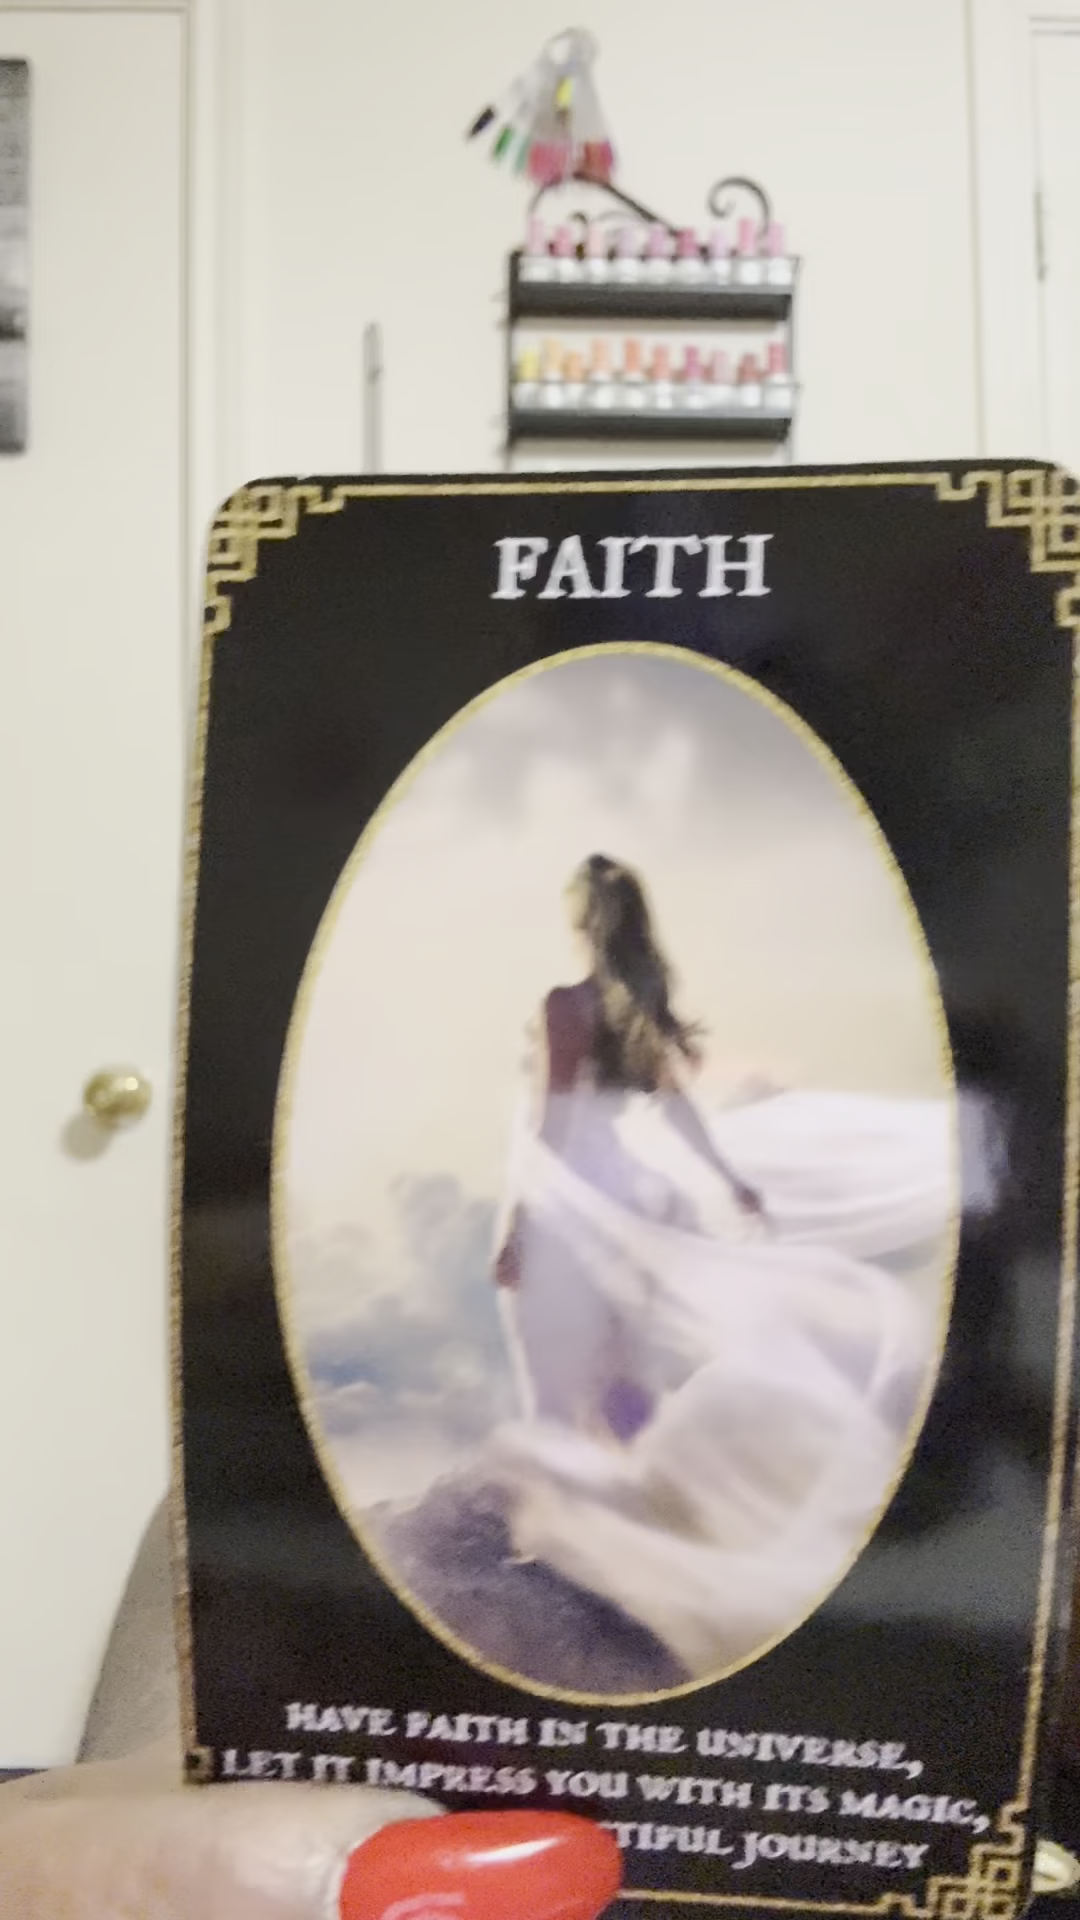 FAITH
HAVE FAITH IN THE UNIVERSE,
LET IT IMPRESS YOU WITH ITS MAGIC,
JOURNEY